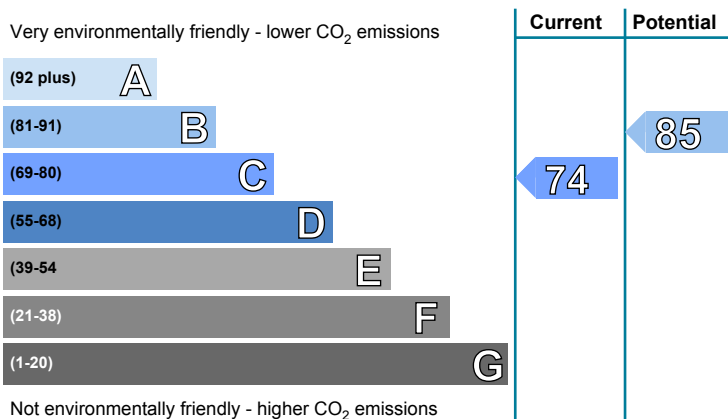 Current Potential
Very environmentally friendly - lower CO₂ emissions
(92 plus) A
(81-91) B
85
(69-80) C
74
(55-68) D
(39-54 E
(21-38) F
(1-20) G
Not environmentally friendly - higher CO₂ emissions